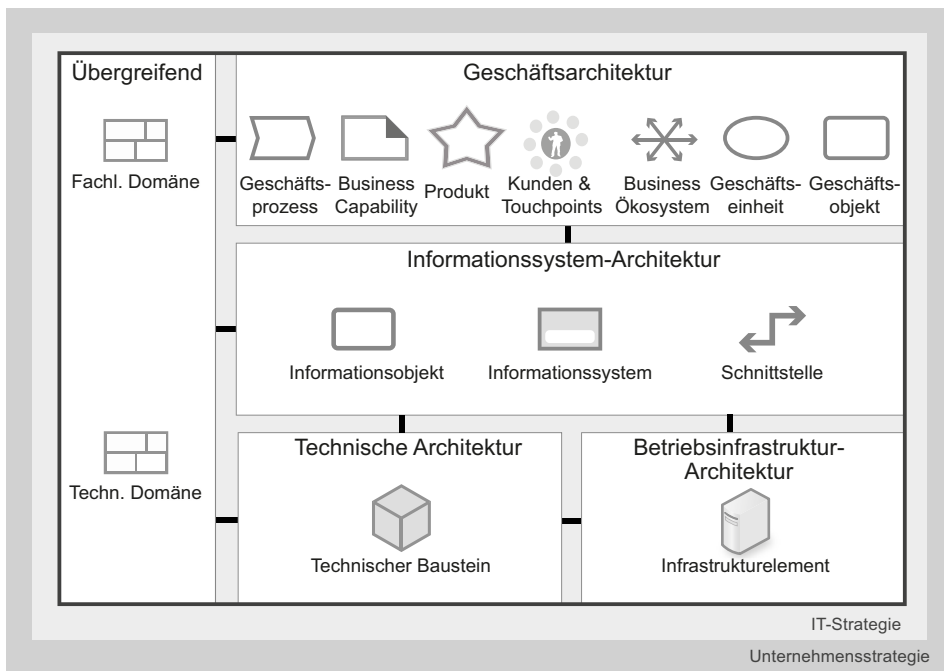 Übergreifend
Fachl. Domäne
Techn. Domäne
Geschäftsarchitektur
Geschäfts-
prozess
Business
Capability
Produkt
Kunden &
Touchpoints
Business
Ökosystem
Geschäfts-
einheit
Geschäfts-
objekt
Informationssystem-Architektur
Informationsobjekt
Informationssystem
Schnittstelle
Technische Architektur
Technischer Baustein
Betriebsinfrastruktur-
Architektur
Infrastrukturelement
IT-Strategie
Unternehmensstrategie